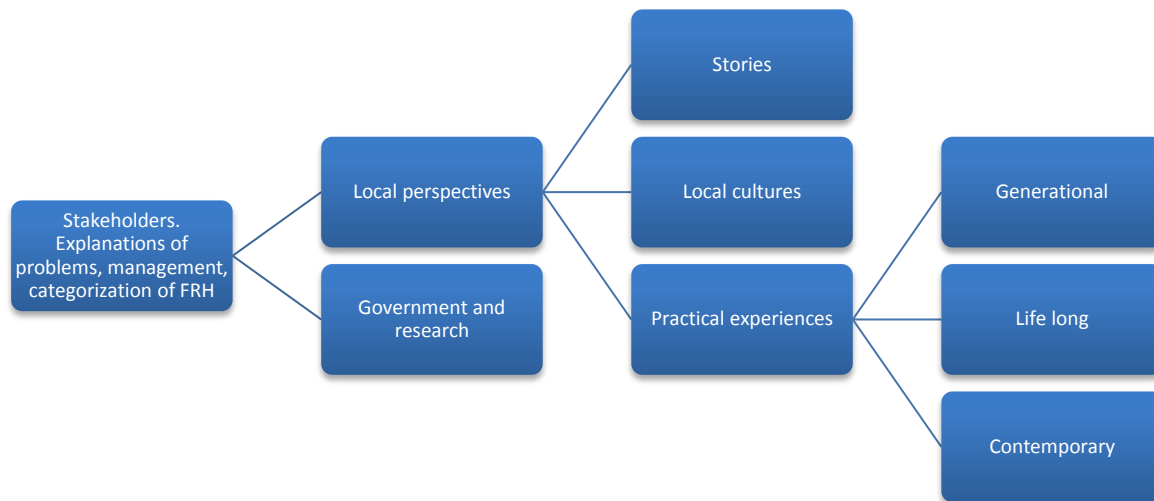 Stakeholders.
Explanations of
problems, management,
categorization of FRH
Local perspectives
Government and
research
Stories
Local cultures
Practical experiences
Generational
Life long
Contemporary